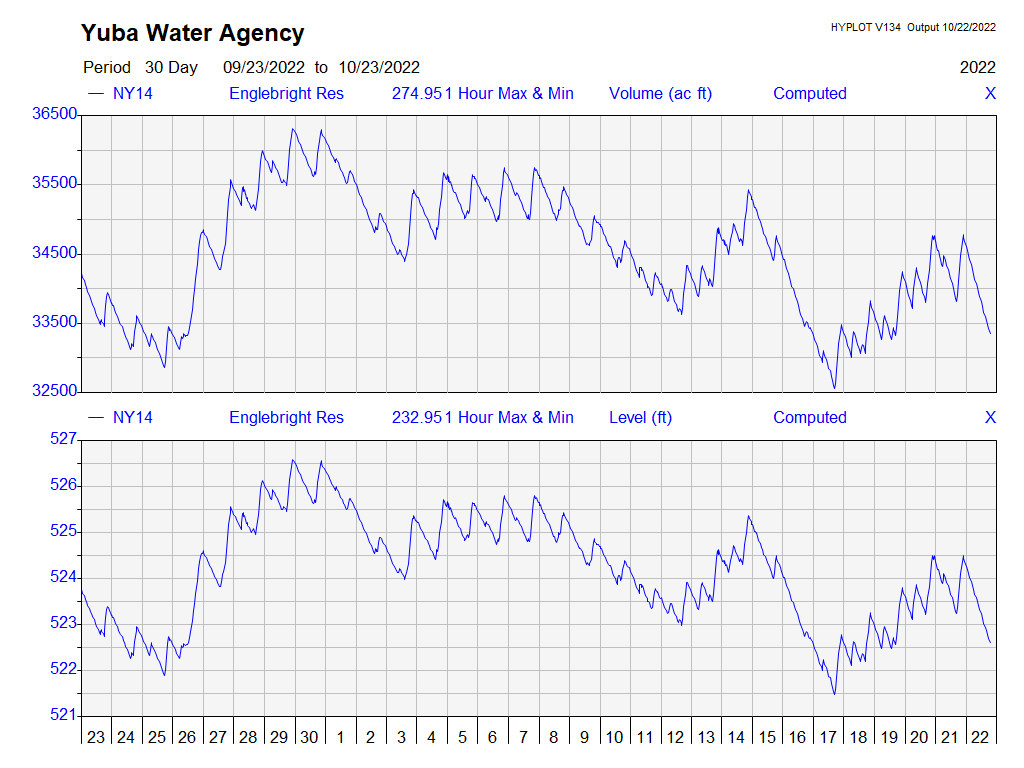 Yuba Water Agency
HYPLOT V134 Output 10/22/2022
Period 30 Day 09/23/2022 to 10/23/2022 2022
NY14 Englebright Res 274.951 Hour Max & Min Volume (ac ft) Computed X
36500
35500
34500
33500
32500
NY14 Englebright Res 232.951 Hour Max & Min Level (ft) Computed X
527
526
525
524
523
522
521
23 24 25 26 27 28 29 30 1 2 3 4 5 6 7 8 9 10 11 12 13 14 15 16 17 18 19 20 21 22